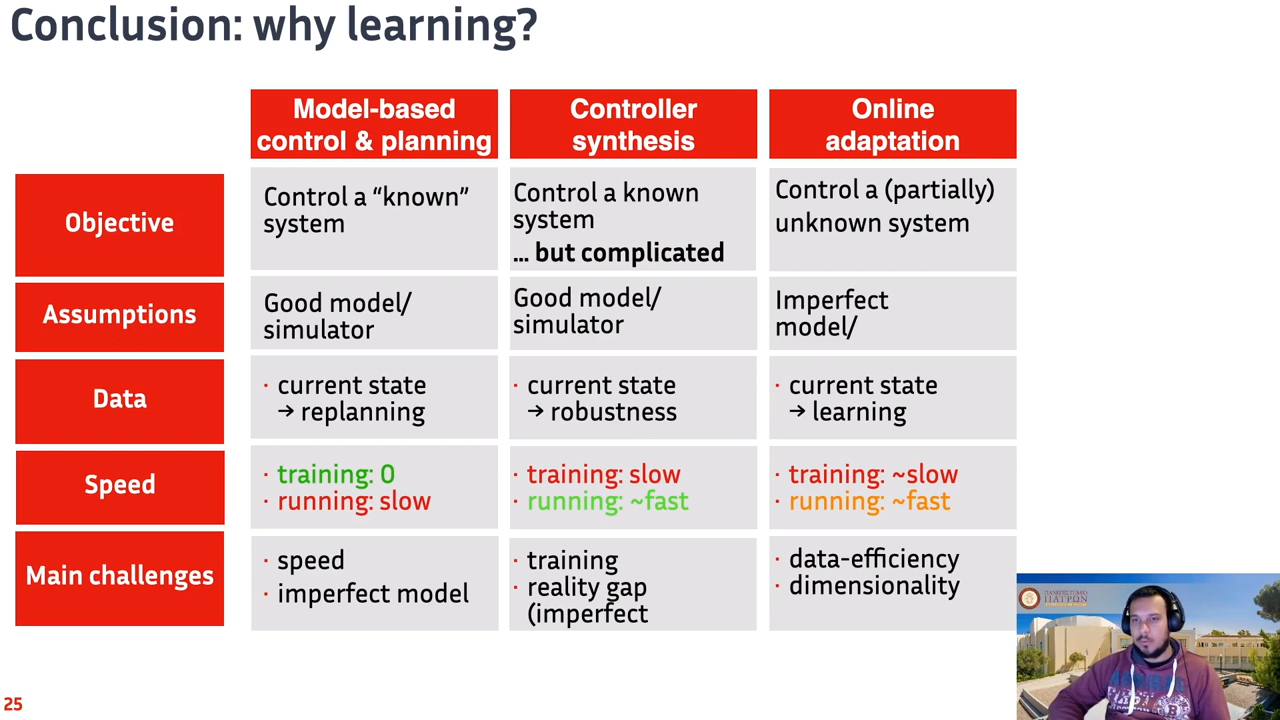 Conclusion: why learning?
Model-based
control & planning
Controller
synthesis
Online
adaptation
Objective
Control a “known”
system
Control a known
system
... but complicated
Control a (partially)
unknown system
Assumptions
Good model/
simulator
Good model/
simulator
Imperfect
model/
Data
· current state
→ replanning
· current state
→ robustness
· current state
→ learning
Speed
· training: 0
· running: slow
· training: slow
· running: ~fast
· training: ~slow
· running: ~fast
Main challenges
· speed
· imperfect model
· training
· reality gap
(imperfect
· data-efficiency
· dimensionality
ΠΑΝΕΠΙΣΤΗΜΙΟ
ΠΑΤΡΩΝ
25